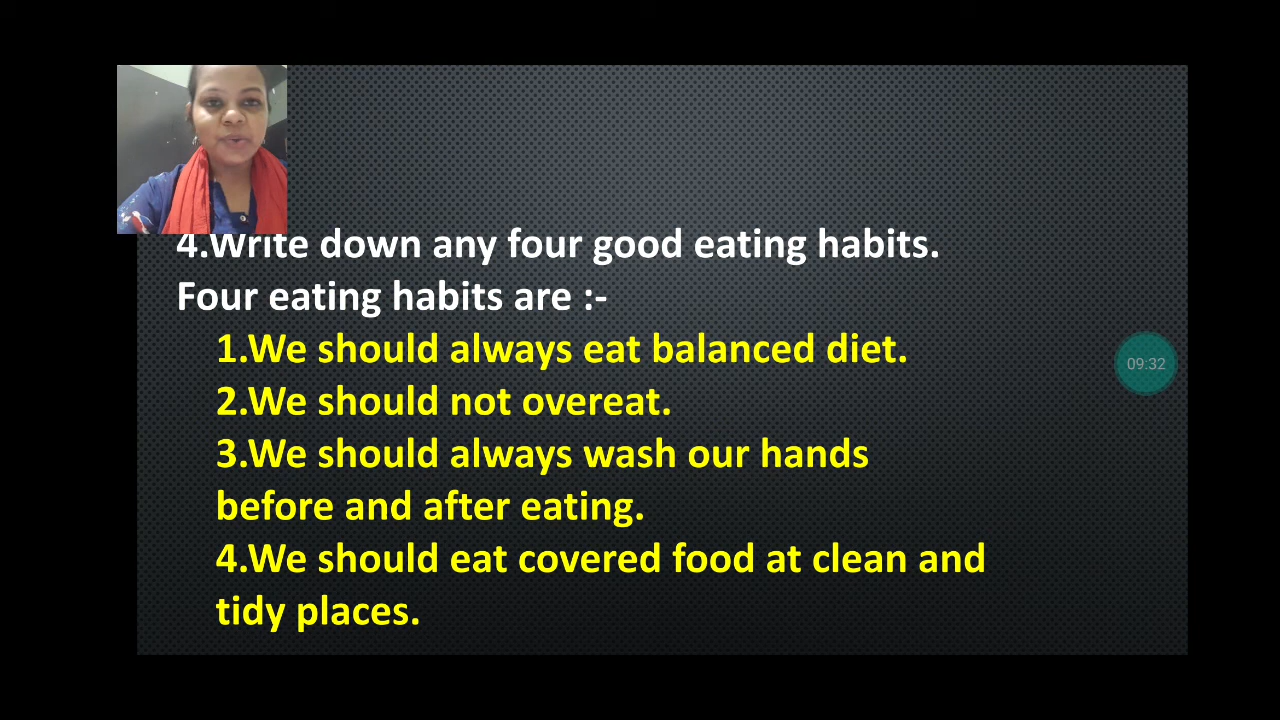 4.Write down any four good eating habits.
Four eating habits are :-
1.We should always eat balanced diet.
2.We should not overeat.
3.We should always wash our hands
before and after eating.
4.We should eat covered food at clean and
tidy places.
09:32